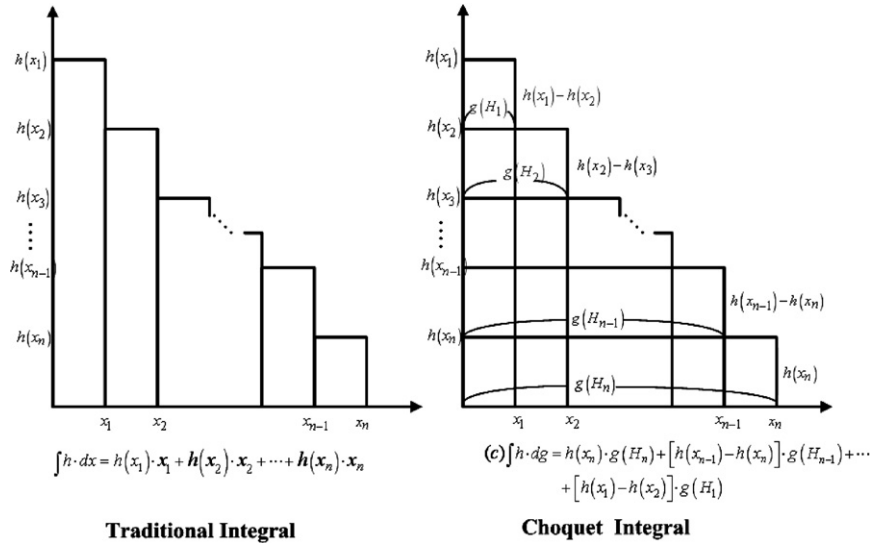 h(x₁)
h(x₂)
h(x₃)
h(xₙ₋₁)
h(xₙ)
x₁ x₂ xₙ₋₁ xₙ
∫h·dx = h(x₁)·x₁ + h(x₂)·x₂ + ··· + h(xₙ)·xₙ
Traditional Integral
h(x₁)
h(x₁) − h(x₂)
g(H₁)
h(x₂)
h(x₂) − h(x₃)
g(H₂)
h(x₃)
h(xₙ₋₁)
h(xₙ₋₁) − h(xₙ)
g(Hₙ₋₁)
h(xₙ)
h(xₙ)
g(Hₙ)
x₁ x₂ xₙ₋₁ xₙ
(c)∫h·dg = h(xₙ)·g(Hₙ) + [h(xₙ₋₁) − h(xₙ)]·g(Hₙ₋₁) + ···
+ [h(x₁) − h(x₂)]·g(H₁)
Choquet Integral